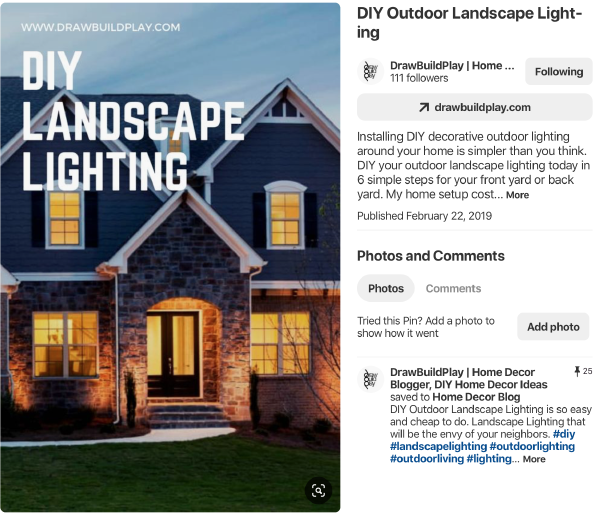 WWW.DRAWBUILDPLAY.COM
DIY
LANDSCAPE
LIGHTING
DIY Outdoor Landscape Light-
ing
DrawBuildPlay | Home ...
111 followers
Following
drawbuildplay.com
Installing DIY decorative outdoor lighting
around your home is simpler than you think.
DIY your outdoor landscape lighting today in
6 simple steps for your front yard or back
yard. My home setup cost... More
Published February 22, 2019
Photos and Comments
Photos
Comments
Tried this Pin? Add a photo to
show how it went
Add photo
DrawBuildPlay | Home Decor
Blogger, DIY Home Decor Ideas
saved to Home Decor Blog
25
DIY Outdoor Landscape Lighting is so easy
and cheap to do. Landscape Lighting that
will be the envy of your neighbors. #diy
#landscapelighting #outdoorlighting
#outdoorliving #lighting... More